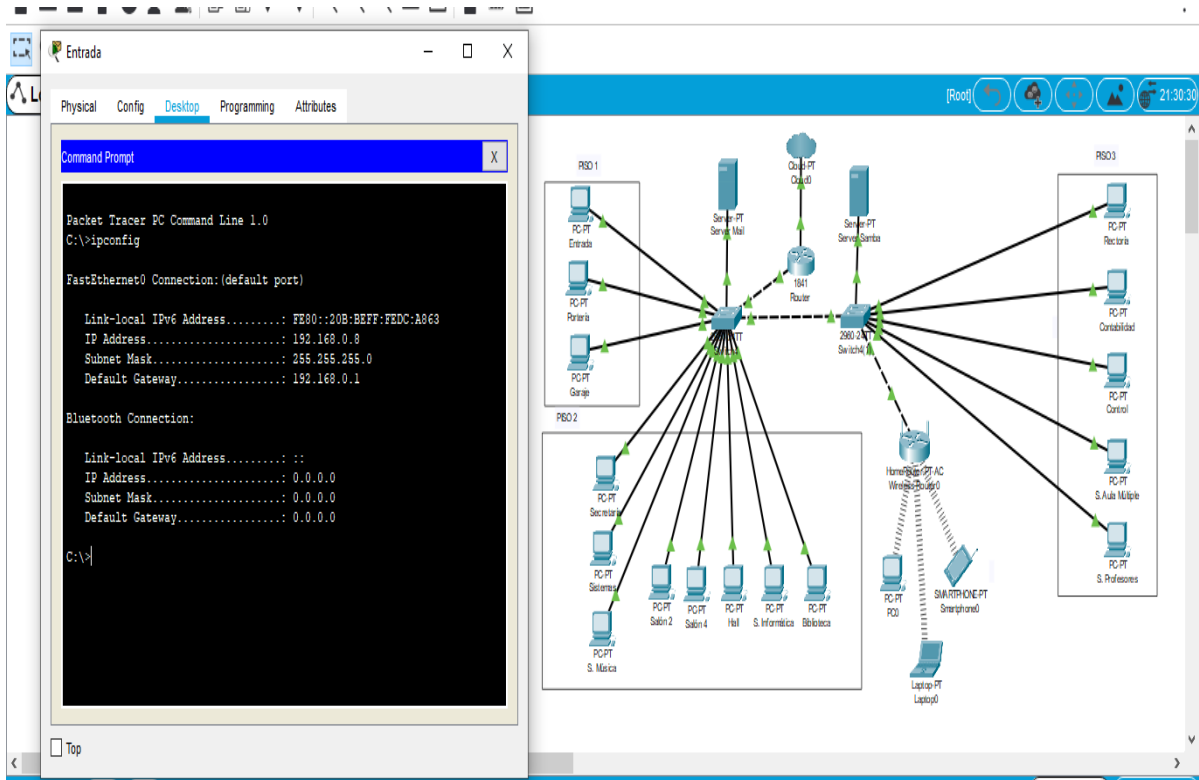 Entrada
Physical Config Desktop Programming Attributes
Command Prompt
X
Packet Tracer PC Command Line 1.0
C:\>ipconfig
FastEthernet0 Connection:(default port)
Link-local IPv6 Address.........: FE80::20B:BEFF:FEDC:A863
IP Address......................: 192.168.0.8
Subnet Mask.....................: 255.255.255.0
Default Gateway.................: 192.168.0.1
Bluetooth Connection:
Link-local IPv6 Address.........: ::
IP Address......................: 0.0.0.0
Subnet Mask.....................: 0.0.0.0
Default Gateway.................: 0.0.0.0
C:\>
Top
[Root]
21:30:30
PISO 1
PC-PT
Entrada
PC-PT
Portería
PC-PT
Garaje
Server-PT
Server Mail
Cloud-PT
Cloud0
1841
Router
Server-PT
Server Samba
2960-24TT
PISO 2
PC-PT
Secretaría
PC-PT
Sistemas
PC-PT
S. Música
PC-PT
Salón 2
PC-PT
Salón 4
PC-PT
Hall
PC-PT
S. Informática
PC-PT
Biblioteca
HomeRouter-PT-AC
Wireless Router0
PC-PT
PC0
SMARTPHONE-PT
Smartphone0
Laptop-PT
Laptop0
PISO 3
PC-PT
Rectoría
PC-PT
Contabilidad
PC-PT
Control
PC-PT
S. Aula Múltiple
PC-PT
S. Profesores